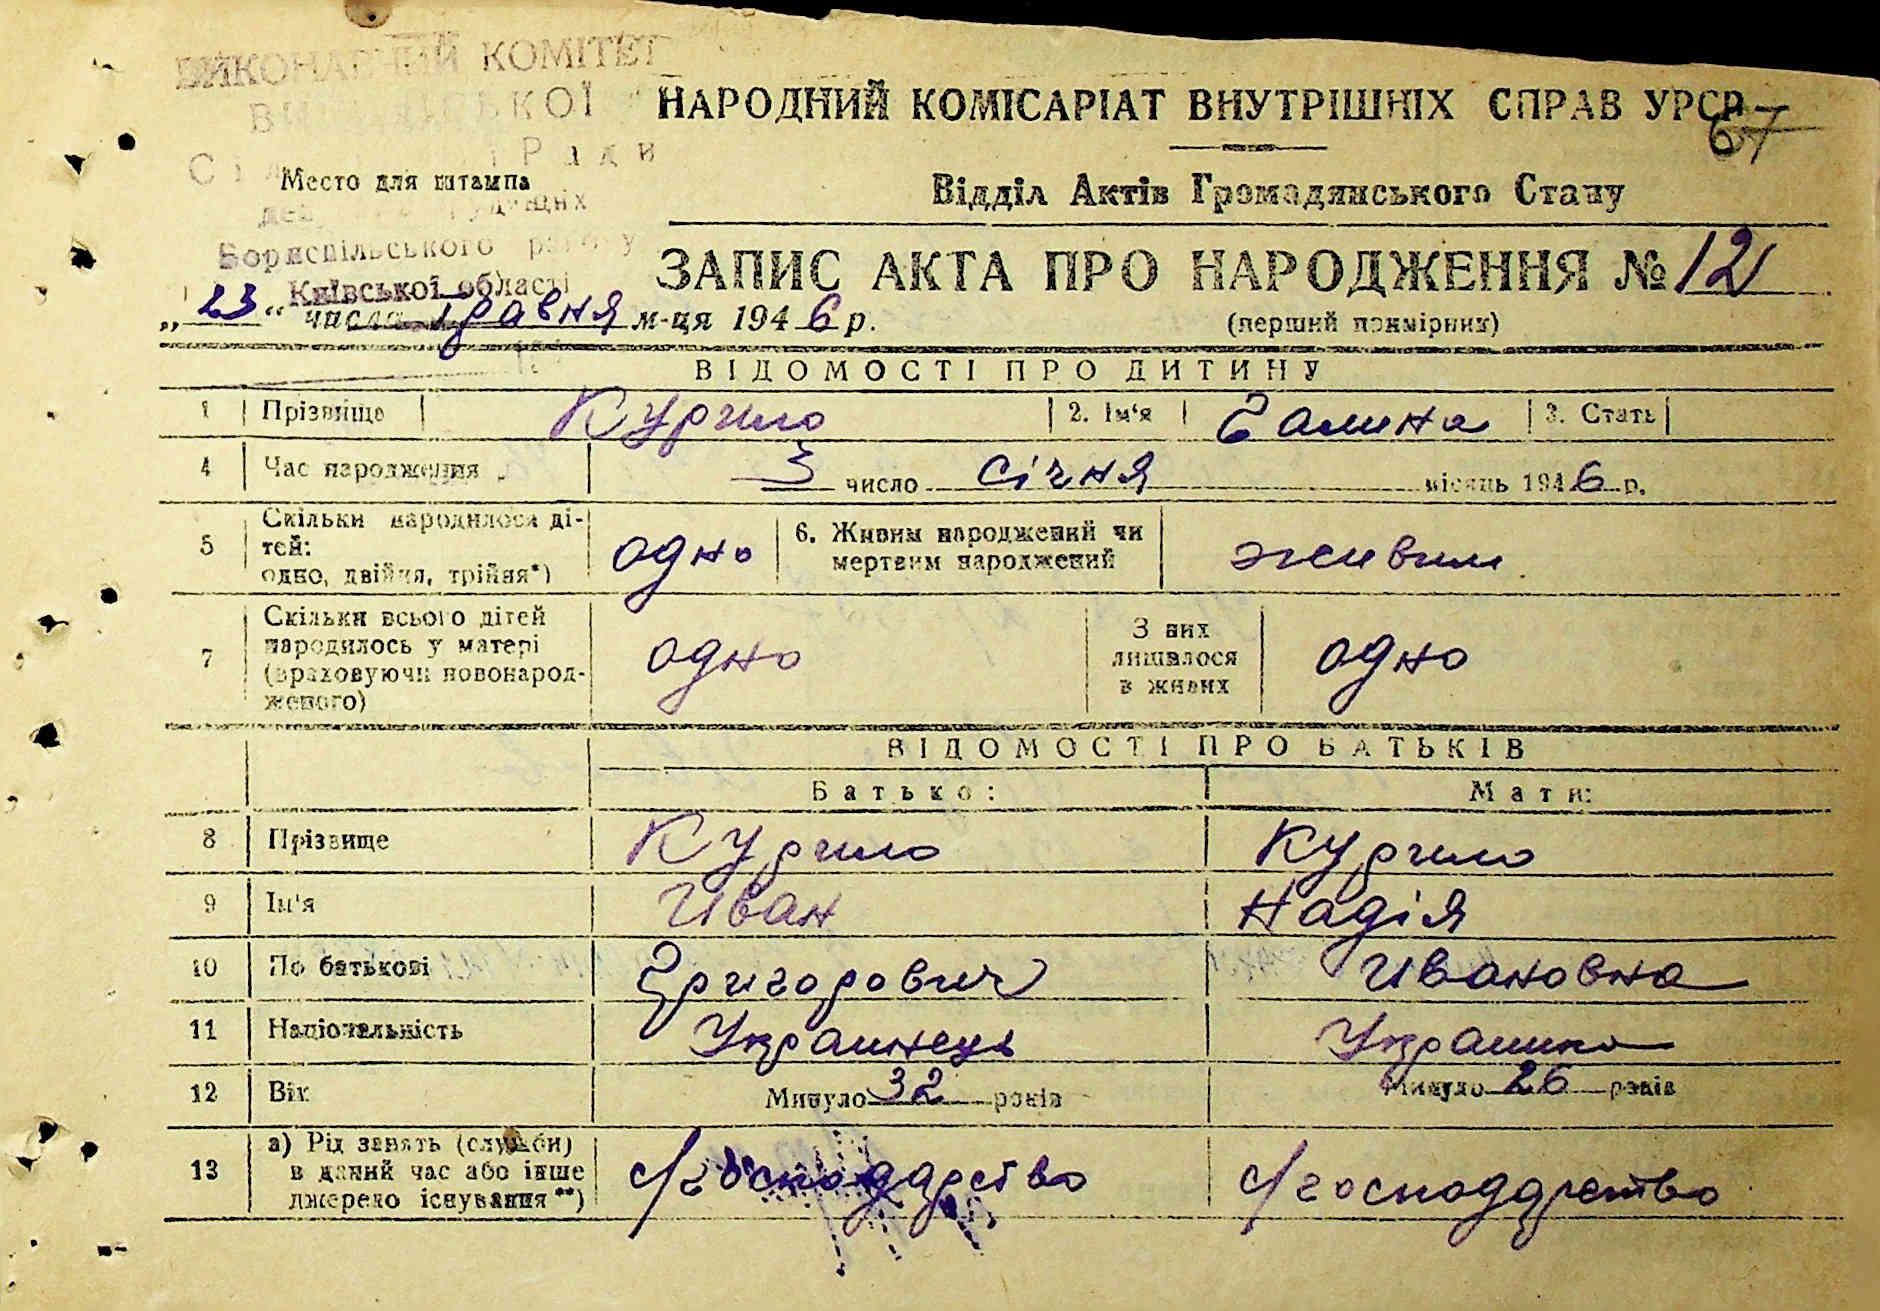 ВИКОНАВЧИЙ КОМІТЕТ
НАРОДНИЙ КОМІСАРІАТ ВНУТРІШНІХ СПРАВ УРСР
67
Ради
Место для штампа
Відділ Актів Громадянського Стану
Бориспільського району
ЗАПИС АКТА ПРО НАРОДЖЕННЯ № 12
Київської області
„23“ числа травня м-ця 1946 р.
(перший примірник)
ВІДОМОСТІ ПРО ДИТИНУ
1 Прізвище Курило 2. Ім'я Галина 3. Стать
4 Час народження 3 число січня місяць 1946 р.
5 Скільки народилося ді-
тей:
одно, двійня, трійня*) одно 6. Живим народжений чи
мертвим народжений живим
7 Скільки всього дітей
народилось у матері
(враховуючи новонарод-
женого) одно З них
лишилося
в живих одно
ВІДОМОСТІ ПРО БАТЬКІВ
Батько: Мати:
8 Прізвище Курило Курило
9 Ім'я Иван Надія
10 По батькові Григорович Ивановна
11 Національність Украинець Украинка
12 Вік Минуло 32 років Минуло 26 років
13 а) Рід занять (служби)
в даний час або інше
джерело існування**) с/господарство с/господарство